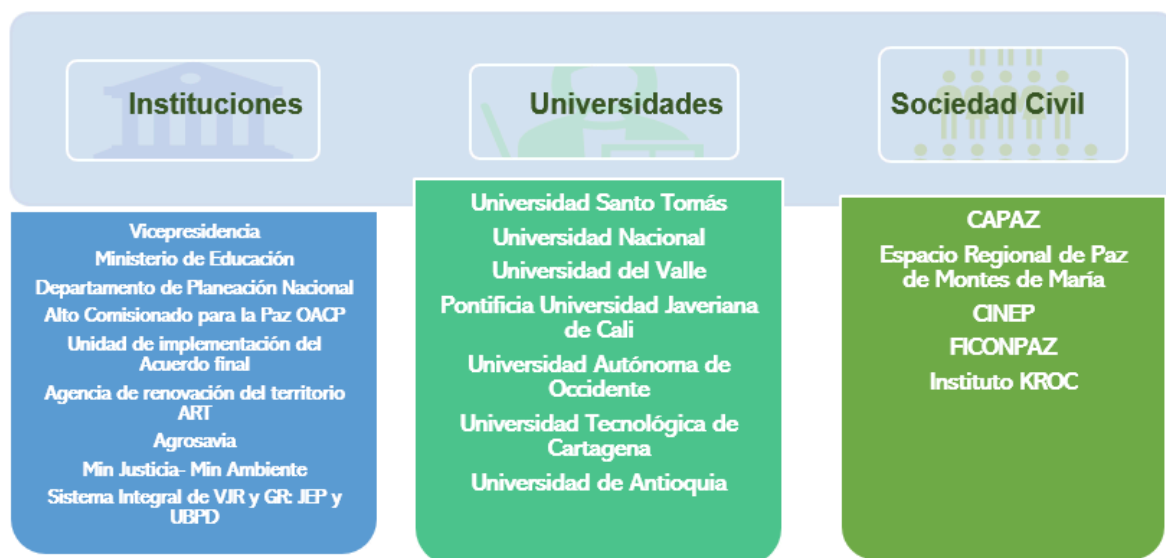 Instituciones
Vicepresidencia
Ministerio de Educación
Departamento de Planeación Nacional
Alto Comisionado para la Paz OACP
Unidad de implementación del
Acuerdo final
Agencia de renovación del territorio
ART
Agrosavia
Min Justicia- Min Ambiente
Sistema Integral de VJR y GR: JEP y
UBPD
Universidades
Universidad Santo Tomás
Universidad Nacional
Universidad del Valle
Pontificia Universidad Javeriana
de Cali
Universidad Autónoma de
Occidente
Universidad Tecnológica de
Cartagena
Universidad de Antioquia
Sociedad Civil
CAPAZ
Espacio Regional de Paz
de Montes de María
CINEP
FICONPAZ
Instituto KROC